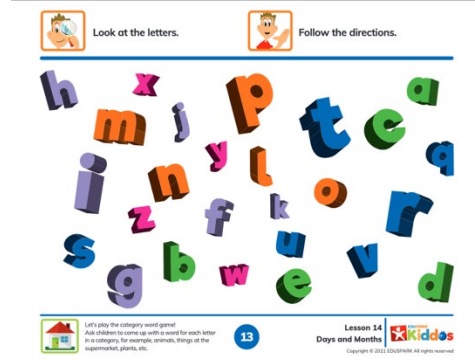 Look at the letters.
Follow the directions.
h x p a
m j t c
y q
i n l o
z f k r
s u v
g b w e d
Let's play the category word game!
Ask children to come up with a word for each letter
in a category, for example, animals, things at the
supermarket, plants, etc.
13
Lesson 14
Days and Months
EDUSPARK
Kiddos
Copyright © 2021 EDUSPARK All rights reserved